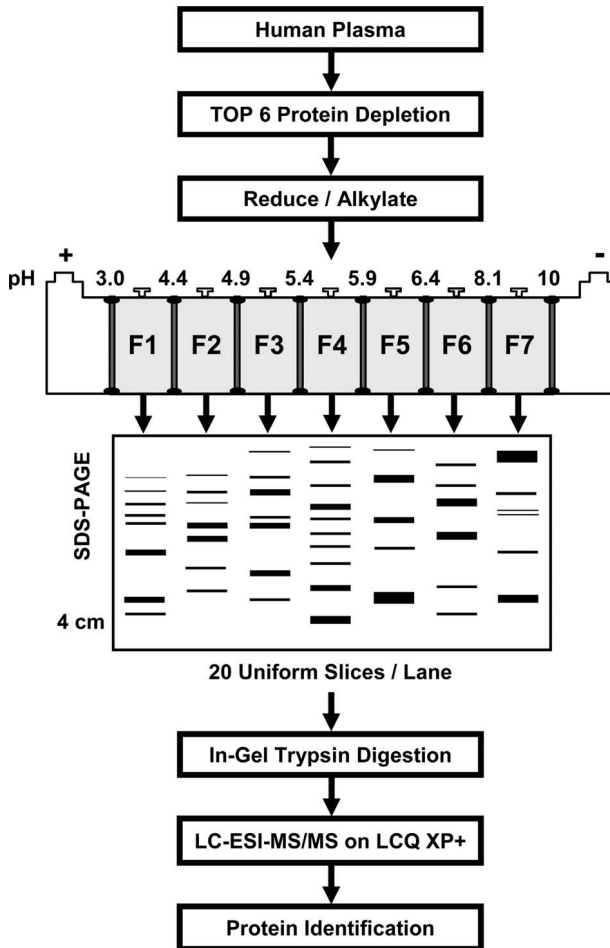 Human Plasma
TOP 6 Protein Depletion
Reduce / Alkylate
+ -
pH 3.0 4.4 4.9 5.4 5.9 6.4 8.1 10
F1 F2 F3 F4 F5 F6 F7
SDS-PAGE
4 cm
20 Uniform Slices / Lane
In-Gel Trypsin Digestion
LC-ESI-MS/MS on LCQ XP+
Protein Identification